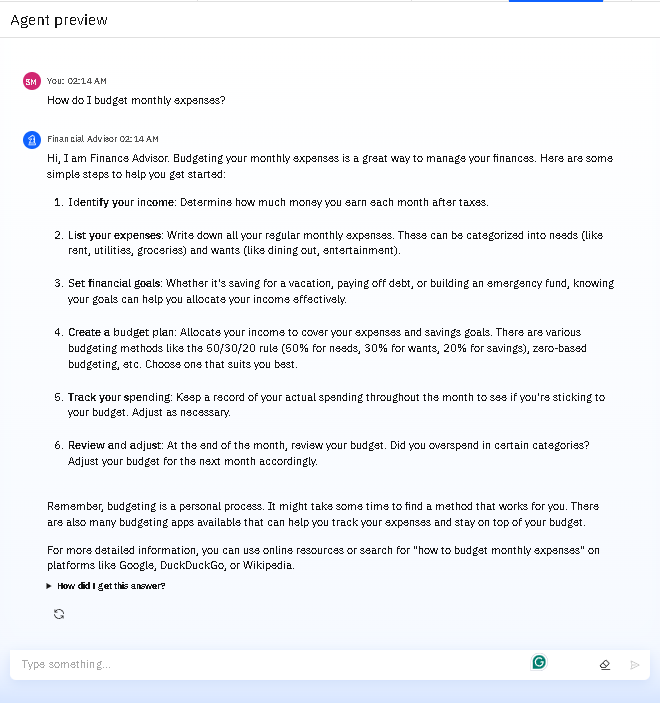 Agent preview
SM
You: 02:14 AM
How do I budget monthly expenses?
Financial Advisor 02:14 AM
Hi, I am Finance Advisor. Budgeting your monthly expenses is a great way to manage your finances. Here are some
simple steps to help you get started:
1. Identify your income: Determine how much money you earn each month after taxes.
2. List your expenses: Write down all your regular monthly expenses. These can be categorized into needs (like
rent, utilities, groceries) and wants (like dining out, entertainment).
3. Set financial goals: Whether it's saving for a vacation, paying off debt, or building an emergency fund, knowing
your goals can help you allocate your income effectively.
4. Create a budget plan: Allocate your income to cover your expenses and savings goals. There are various
budgeting methods like the 50/30/20 rule (50% for needs, 30% for wants, 20% for savings), zero-based
budgeting, etc. Choose one that suits you best.
5. Track your spending: Keep a record of your actual spending throughout the month to see if you're sticking to
your budget. Adjust as necessary.
6. Review and adjust: At the end of the month, review your budget. Did you overspend in certain categories?
Adjust your budget for the next month accordingly.
Remember, budgeting is a personal process. It might take some time to find a method that works for you. There
are also many budgeting apps available that can help you track your expenses and stay on top of your budget.
For more detailed information, you can use online resources or search for "how to budget monthly expenses" on
platforms like Google, DuckDuckGo, or Wikipedia.
How did I get this answer?
Type something...